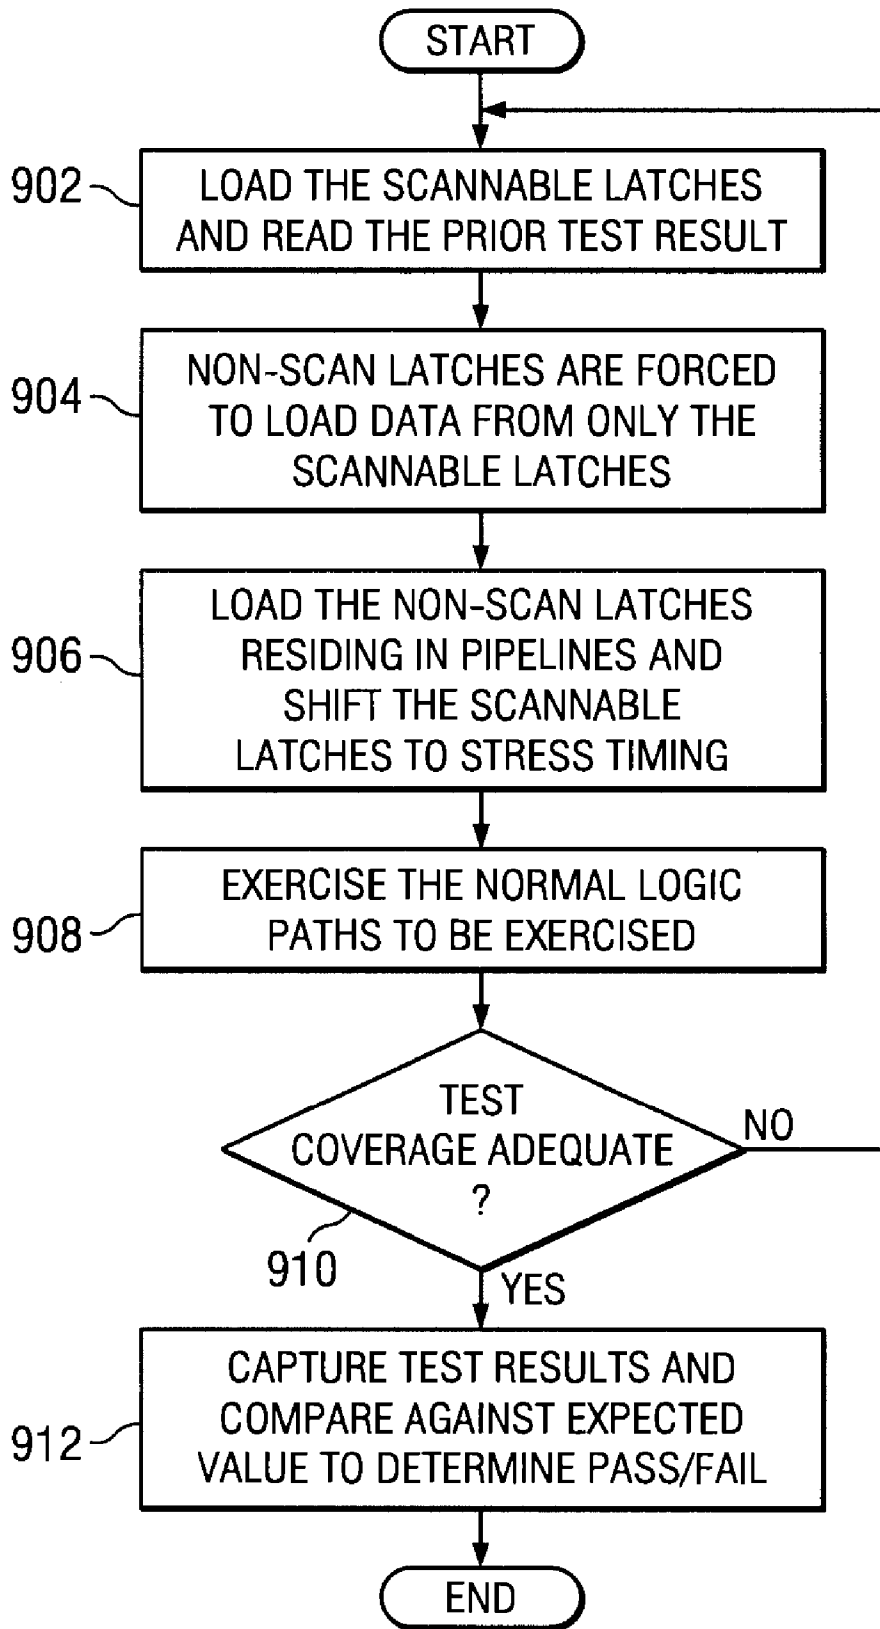 START
902
LOAD THE SCANNABLE LATCHES
AND READ THE PRIOR TEST RESULT
904
NON-SCAN LATCHES ARE FORCED
TO LOAD DATA FROM ONLY THE
SCANNABLE LATCHES
906
LOAD THE NON-SCAN LATCHES
RESIDING IN PIPELINES AND
SHIFT THE SCANNABLE
LATCHES TO STRESS TIMING
908
EXERCISE THE NORMAL LOGIC
PATHS TO BE EXERCISED
TEST
COVERAGE ADEQUATE
?
NO
910
YES
912
CAPTURE TEST RESULTS AND
COMPARE AGAINST EXPECTED
VALUE TO DETERMINE PASS/FAIL
END